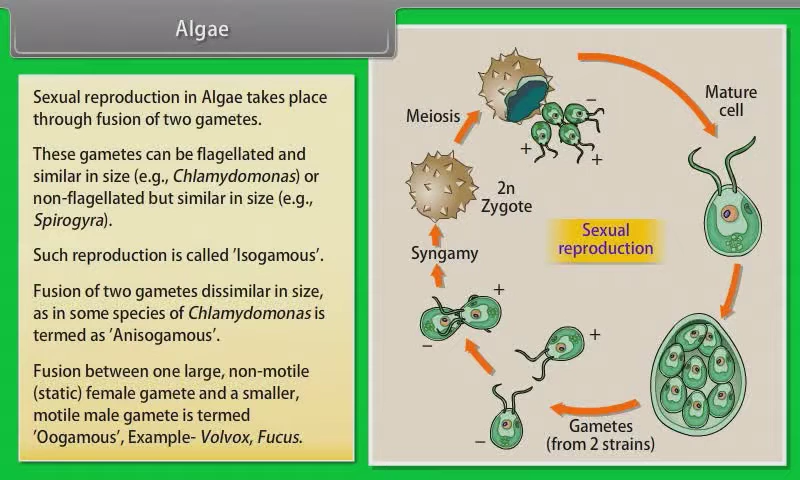 Algae
Sexual reproduction in Algae takes place
through fusion of two gametes.
These gametes can be flagellated and
similar in size (e.g., Chlamydomonas) or
non-flagellated but similar in size (e.g.,
Spirogyra).
Such reproduction is called 'Isogamous'.
Fusion of two gametes dissimilar in size,
as in some species of Chlamydomonas is
termed as 'Anisogamous'.
Fusion between one large, non-motile
(static) female gamete and a smaller,
motile male gamete is termed
'Oogamous', Example- Volvox, Fucus.
Meiosis
−
+
+
Mature
cell
2n
Zygote
Sexual
reproduction
Syngamy
+
−
+
−
Gametes
(from 2 strains)